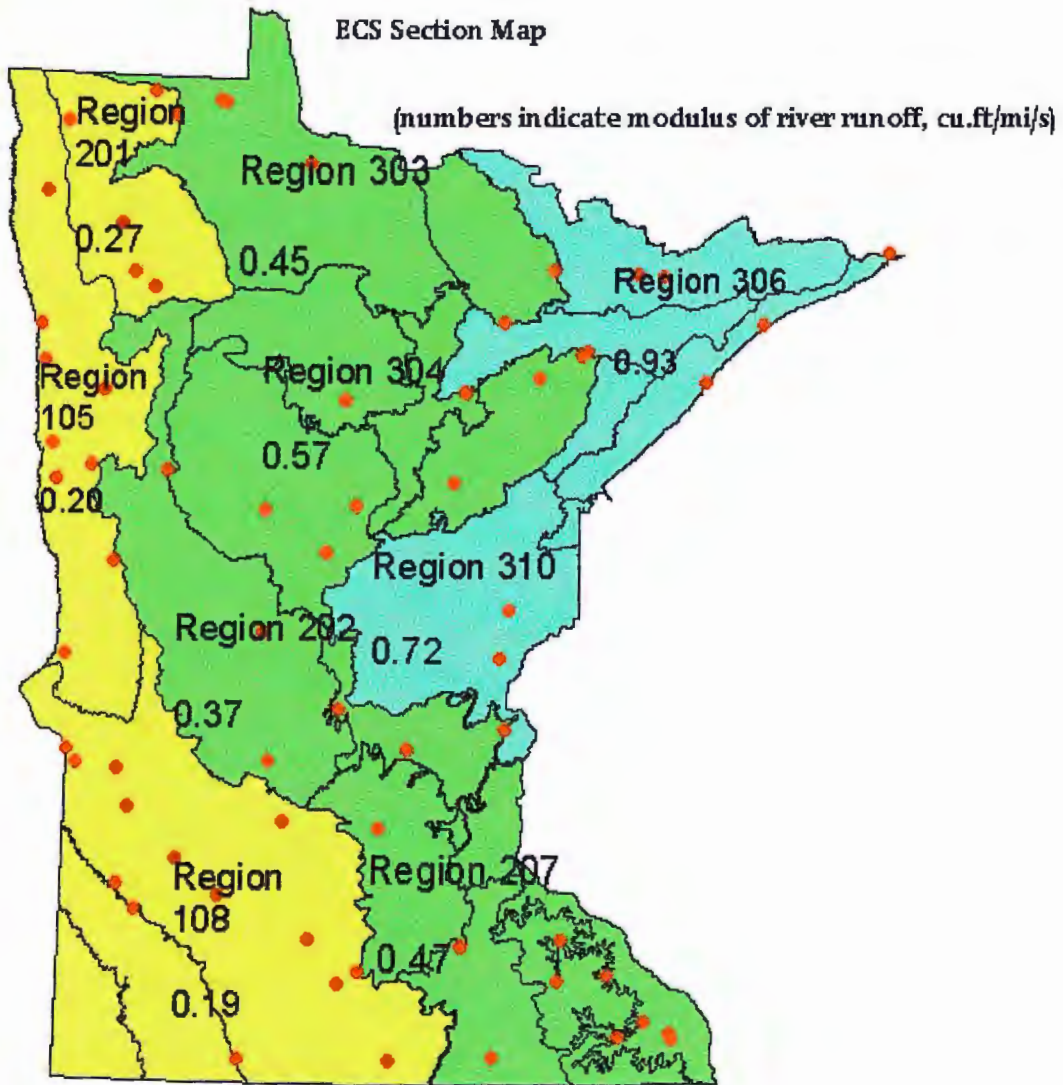 ECS Section Map
(numbers indicate modulus of river runoff, cu.ft/mi/s)
Region
201
0.27
Region 303
0.45
Region 306
0.93
Region 304
0.57
Region
105
0.20
Region 310
0.72
Region 202
0.37
Region 207
0.47
Region
108
0.19